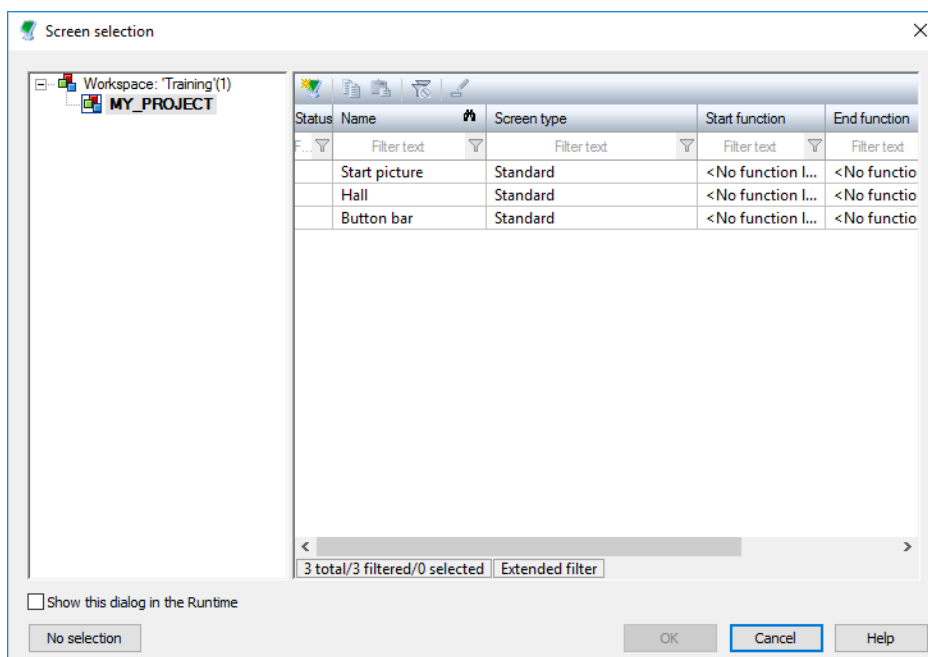 Screen selection
Workspace: 'Training'(1)
MY_PROJECT
Status Name Screen type Start function End function
F... Filter text Filter text Filter text Filter text
Start picture Standard <No function l... <No functio
Hall Standard <No function l... <No functio
Button bar Standard <No function l... <No functio
3 total/3 filtered/0 selected Extended filter
Show this dialog in the Runtime
No selection OK Cancel Help